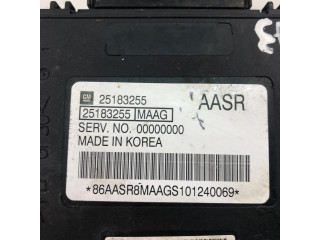 GM
25183255
AASR
25183255 MAAG
SERV. NO. 00000000
MADE IN KOREA
*86AASR8MAAGS101240069*